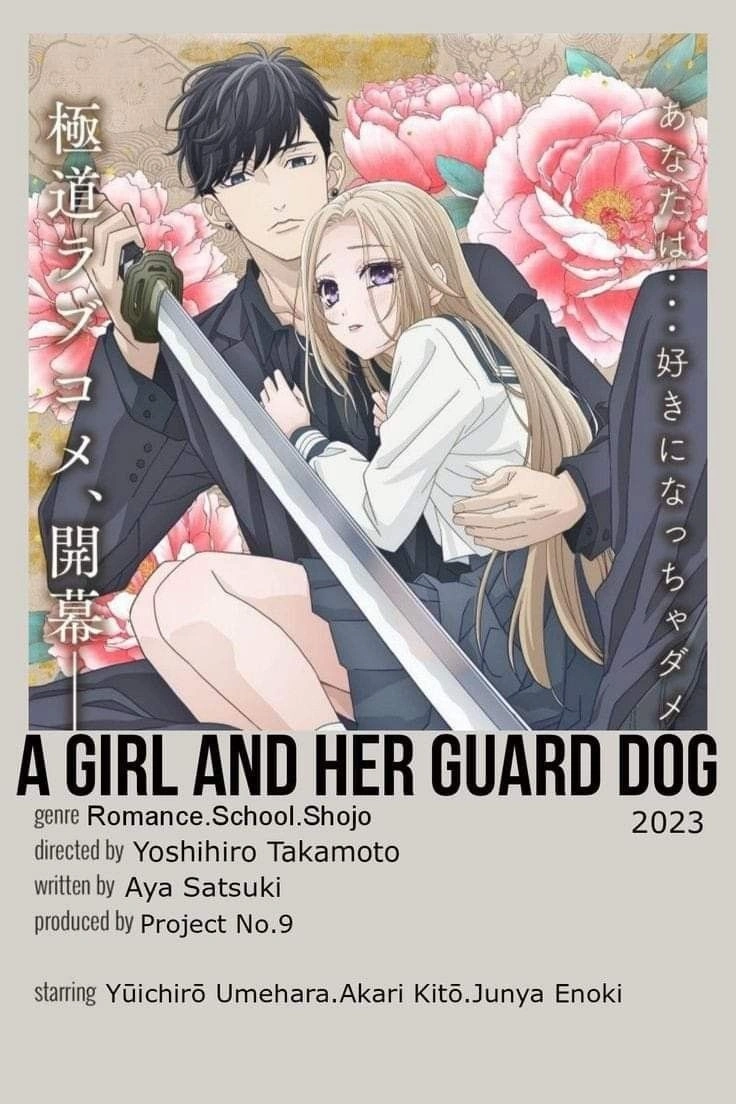 あなたは・・・好きになっちゃダメ
極道ラブコメ、開幕――
A GIRL AND HER GUARD DOG
genre Romance.School.Shojo
2023
directed by Yoshihiro Takamoto
written by Aya Satsuki
produced by Project No.9
starring Yūichirō Umehara.Akari Kitō.Junya Enoki